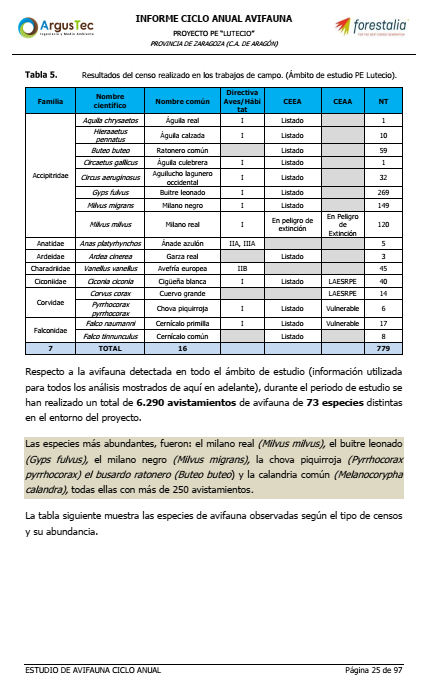 ArgusTec
Ingeniería y Medio Ambiente
INFORME CICLO ANUAL AVIFAUNA
PROYECTO PE "LUTECIO"
PROVINCIA DE ZARAGOZA (C.A. DE ARAGÓN)
forestalia
Tabla 5. Resultados del censo realizado en los trabajos de campo. (Ámbito de estudio PE Lutecio).
Familia Nombre científico Nombre común Directiva Aves/Hábi tat CEEA CEAA NT
Accipitridae Aquila chrysaetos Águila real I Listado 1
Hieraaetus pennatus Águila calzada I Listado 10
Buteo buteo Ratonero común Listado 59
Circaetus gallicus Águila culebrera I Listado 1
Circus aeruginosus Aguilucho lagunero occidental I Listado 32
Gyps fulvus Buitre leonado I Listado 269
Milvus migrans Milano negro I Listado 149
Milvus milvus Milano real I En peligro de extinción En Peligro de Extinción 120
Anatidae Anas platyrhynchos Ánade azulón IIA, IIIA 5
Ardeidae Ardea cinerea Garza real Listado 3
Charadriidae Vanellus vanellus Avefría europea IIB 45
Ciconiidae Ciconia ciconia Cigüeña blanca I Listado LAESRPE 40
Corvidae Corvus corax Cuervo grande LAESRPE 14
Pyrrhocorax pyrrhocorax Chova piquirroja I Listado Vulnerable 6
Falconidae Falco naumanni Cernícalo primilla I Listado Vulnerable 17
Falco tinnunculus Cernícalo común Listado 8
7 TOTAL 16 779
Respecto a la avifauna detectada en todo el ámbito de estudio (información utilizada
para todos los análisis mostrados de aquí en adelante), durante el periodo de estudio se
han realizado un total de 6.290 avistamientos de avifauna de 73 especies distintas
en el entorno del proyecto.
Las especies más abundantes, fueron: el milano real (Milvus milvus), el buitre leonado
(Gyps fulvus), el milano negro (Milvus migrans), la chova piquirroja (Pyrrhocorax
pyrrhocorax) el busardo ratonero (Buteo buteo) y la calandria común (Melanocorypha
calandra), todas ellas con más de 250 avistamientos.
La tabla siguiente muestra las especies de avifauna observadas según el tipo de censos
y su abundancia.
ESTUDIO DE AVIFAUNA CICLO ANUAL Página 25 de 97